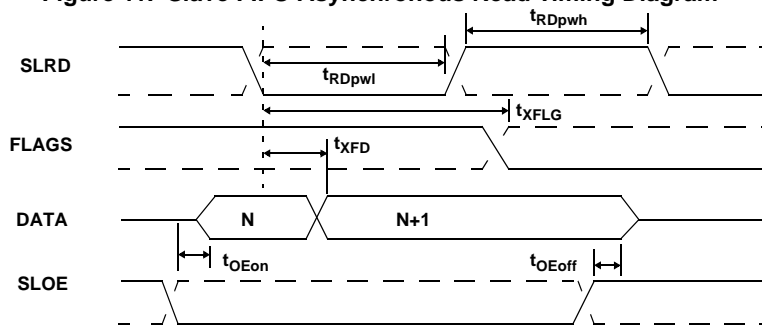 Figure 11. Slave FIFO Asynchronous Read Timing Diagram
tRDpwh
SLRD
tRDpwl
tXFLG
FLAGS
tXFD
DATA
N
N+1
tOEon
tOEoff
SLOE